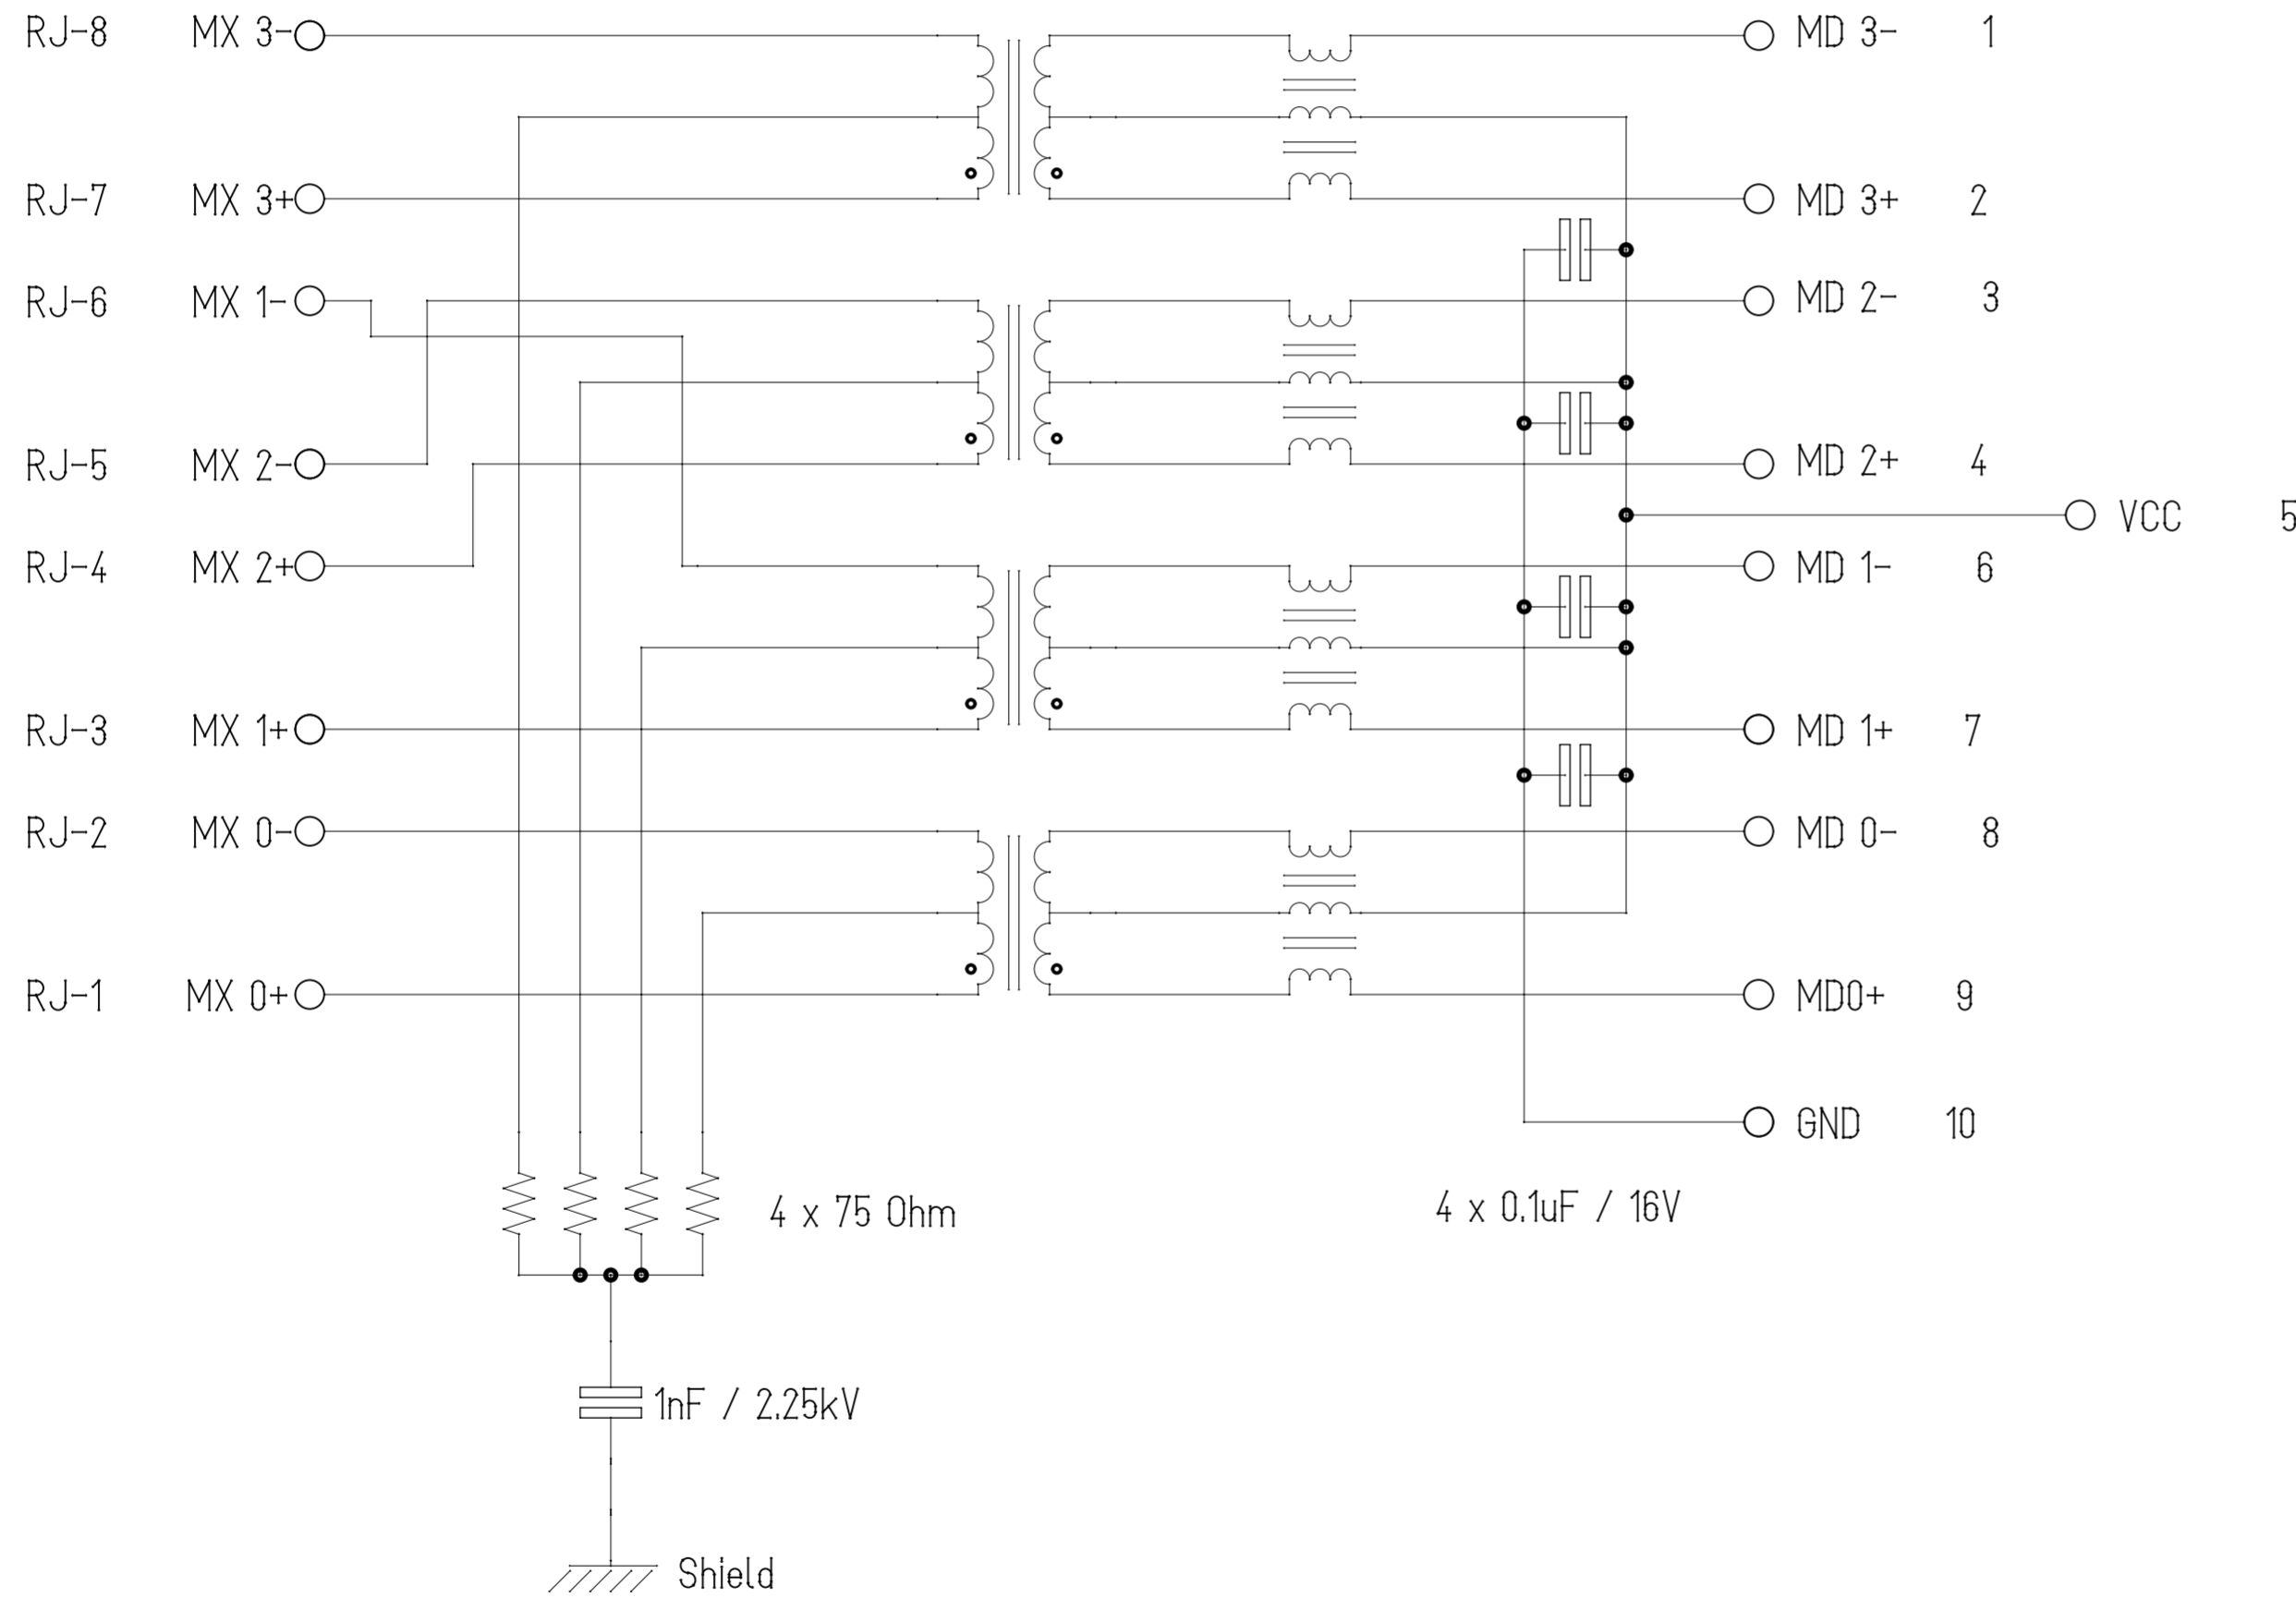 RJ-8 MX 3- MD 3- 1
RJ-7 MX 3+ MD 3+ 2
RJ-6 MX 1- MD 2- 3
RJ-5 MX 2- MD 2+ 4
VCC 5
RJ-4 MX 2+ MD 1- 6
RJ-3 MX 1+ MD 1+ 7
RJ-2 MX 0- MD 0- 8
RJ-1 MX 0+ MD0+ 9
GND 10
4 x 75 Ohm 4 x 0.1uF / 16V
1nF / 2.25kV
Shield